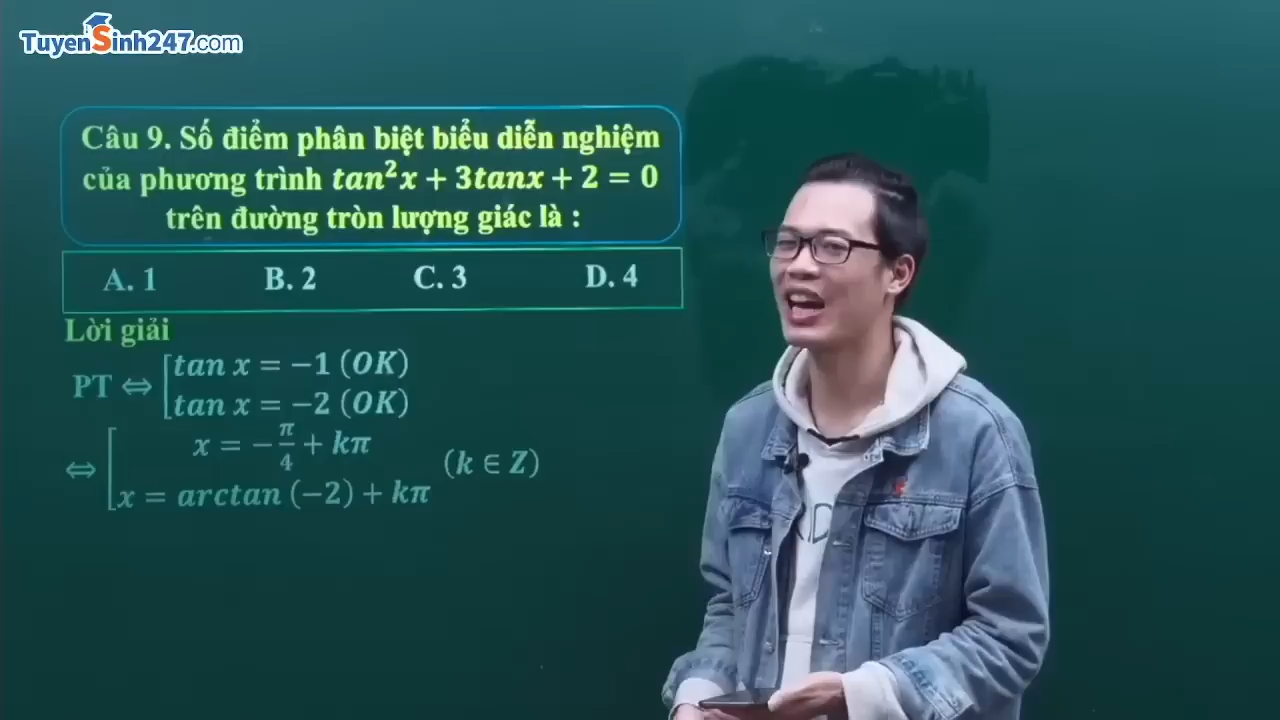 TuyenSinh247.com
Câu 9. Số điểm phân biệt biểu diễn nghiệm
của phương trình tan²x + 3tanx + 2 = 0
trên đường tròn lượng giác là :
A. 1 B. 2 C. 3 D. 4
Lời giải
PT ⇔ [tan x = −1 (OK)
[tan x = −2 (OK)
⇔ [x = −π/4 + kπ
[x = arctan (−2) + kπ (k ∈ Z)